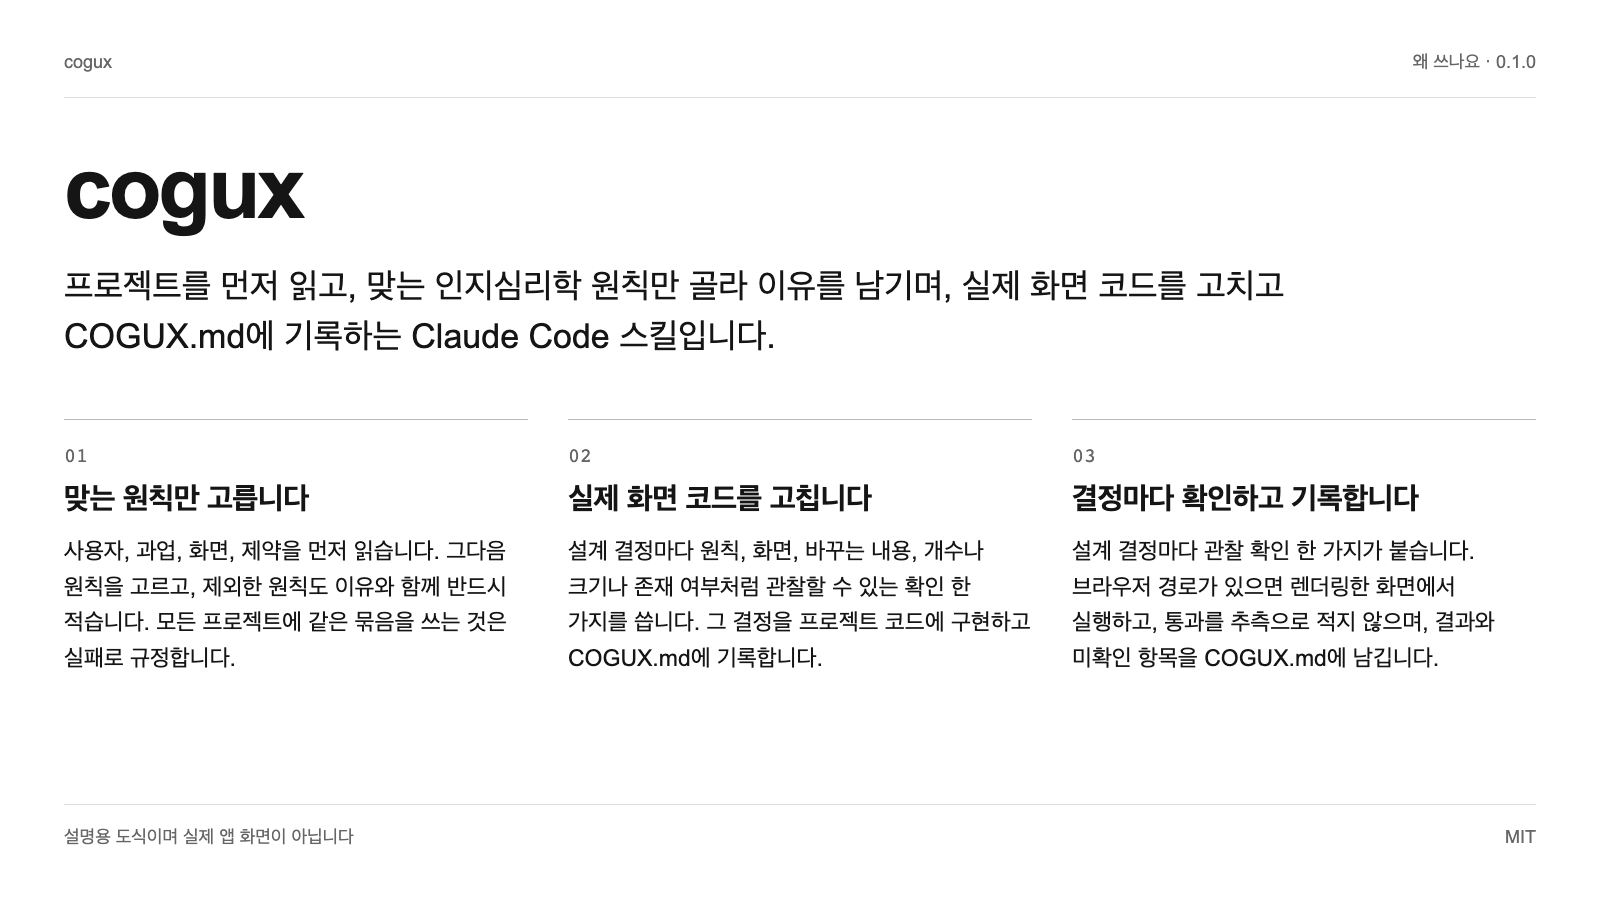 cogux
왜 쓰나요 · 0.1.0
cogux
프로젝트를 먼저 읽고, 맞는 인지심리학 원칙만 골라 이유를 남기며, 실제 화면 코드를 고치고
COGUX.md에 기록하는 Claude Code 스킬입니다.
01
맞는 원칙만 고릅니다
사용자, 과업, 화면, 제약을 먼저 읽습니다. 그다음
원칙을 고르고, 제외한 원칙도 이유와 함께 반드시
적습니다. 모든 프로젝트에 같은 묶음을 쓰는 것은
실패로 규정합니다.
02
실제 화면 코드를 고칩니다
설계 결정마다 원칙, 화면, 바꾸는 내용, 개수나
크기나 존재 여부처럼 관찰할 수 있는 확인 한
가지를 씁니다. 그 결정을 프로젝트 코드에 구현하고
COGUX.md에 기록합니다.
03
결정마다 확인하고 기록합니다
설계 결정마다 관찰 확인 한 가지가 붙습니다.
브라우저 경로가 있으면 렌더링한 화면에서
실행하고, 통과를 추측으로 적지 않으며, 결과와
미확인 항목을 COGUX.md에 남깁니다.
설명용 도식이며 실제 앱 화면이 아닙니다
MIT